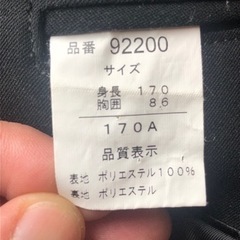 品番 92200
サイズ
身長 170
胸囲 86
170A
品質表示
表地 ポリエステル100%
裏地 ポリエステル